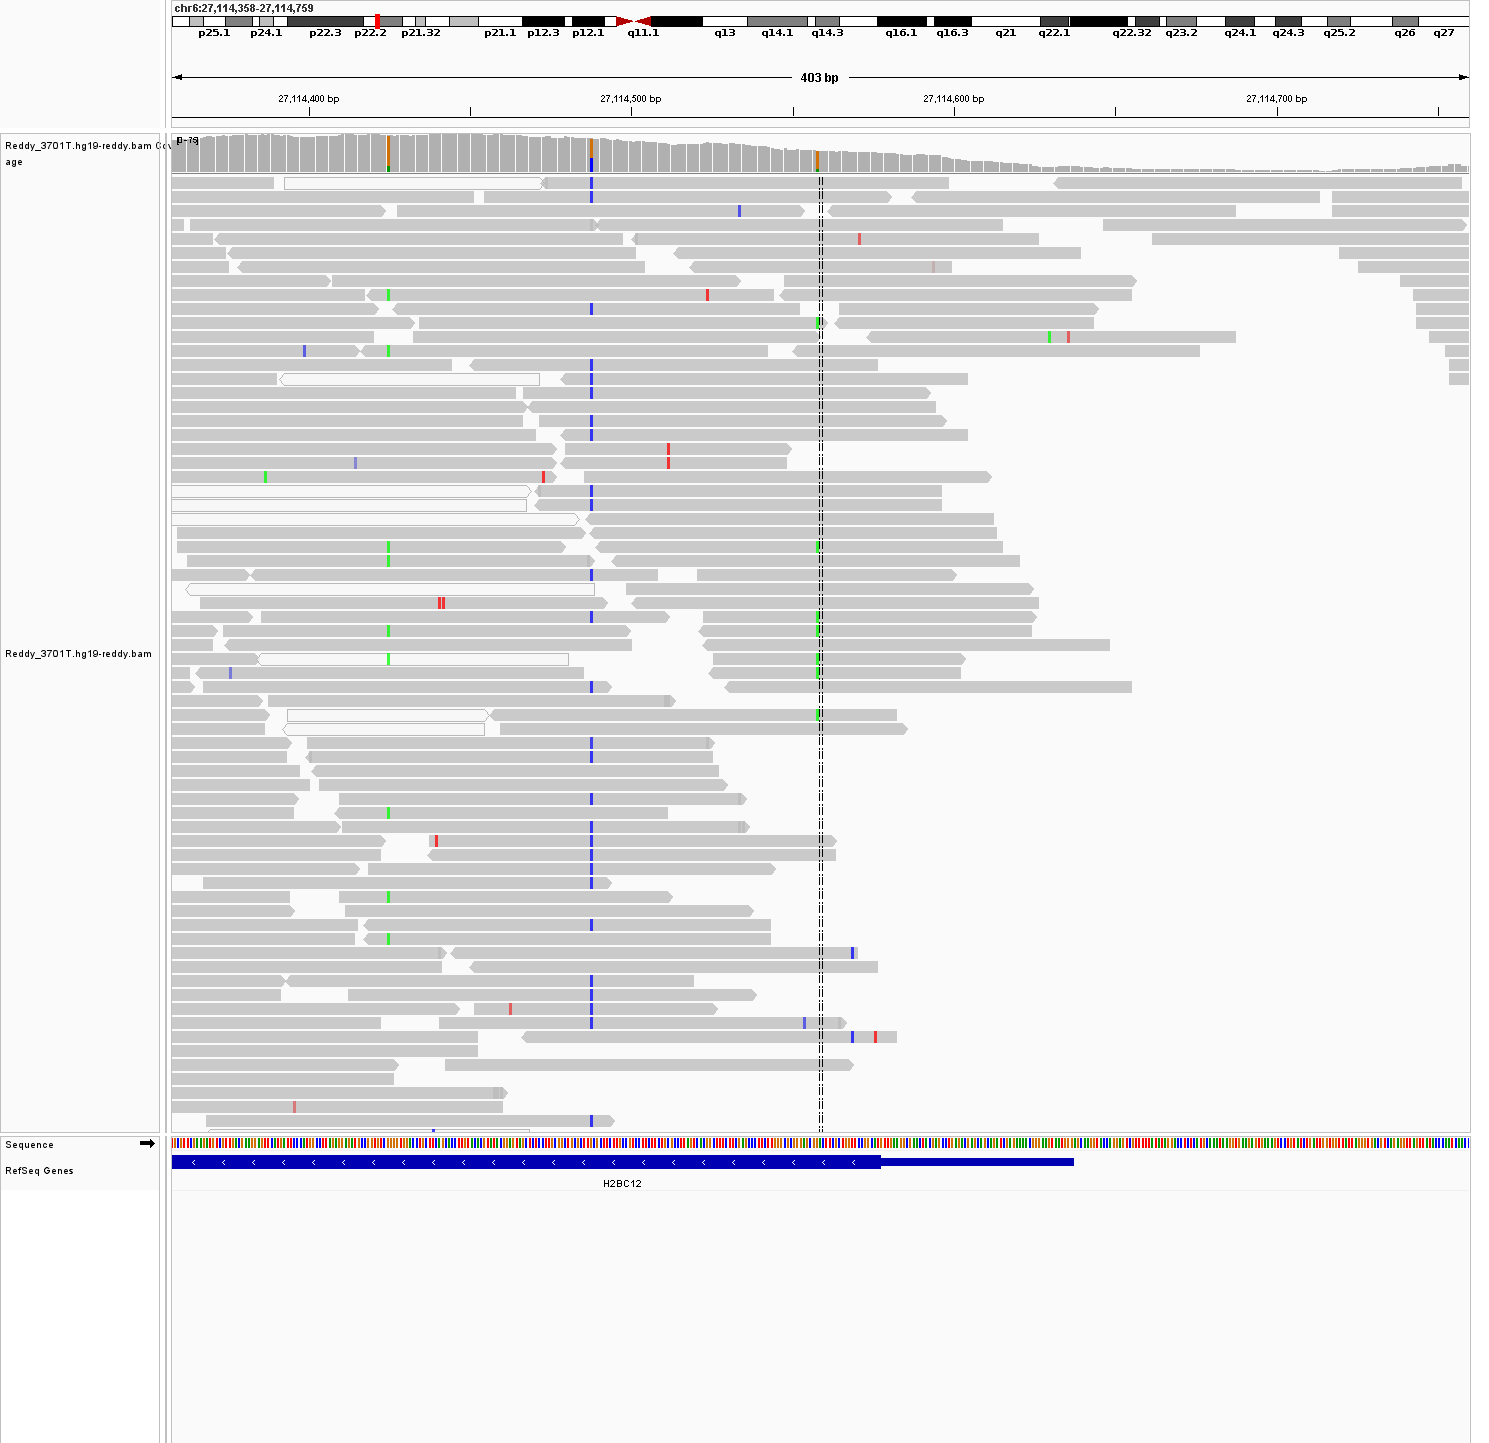 chr6:27,114,358-27,114,759
p25.1 p24.1 p22.3 p22.2 p21.32 p21.1 p12.3 p12.1 q11.1 q13 q14.1 q14.3 q16.1 q16.3 q21 q22.1 q22.32 q23.2 q24.1 q24.3 q25.2 q26 q27
403 bp
27,114,400 bp 27,114,500 bp 27,114,600 bp 27,114,700 bp
Reddy_3701T.hg19-reddy.bam Cov
age
Reddy_3701T.hg19-reddy.bam
Sequence
RefSeq Genes
H2BC12